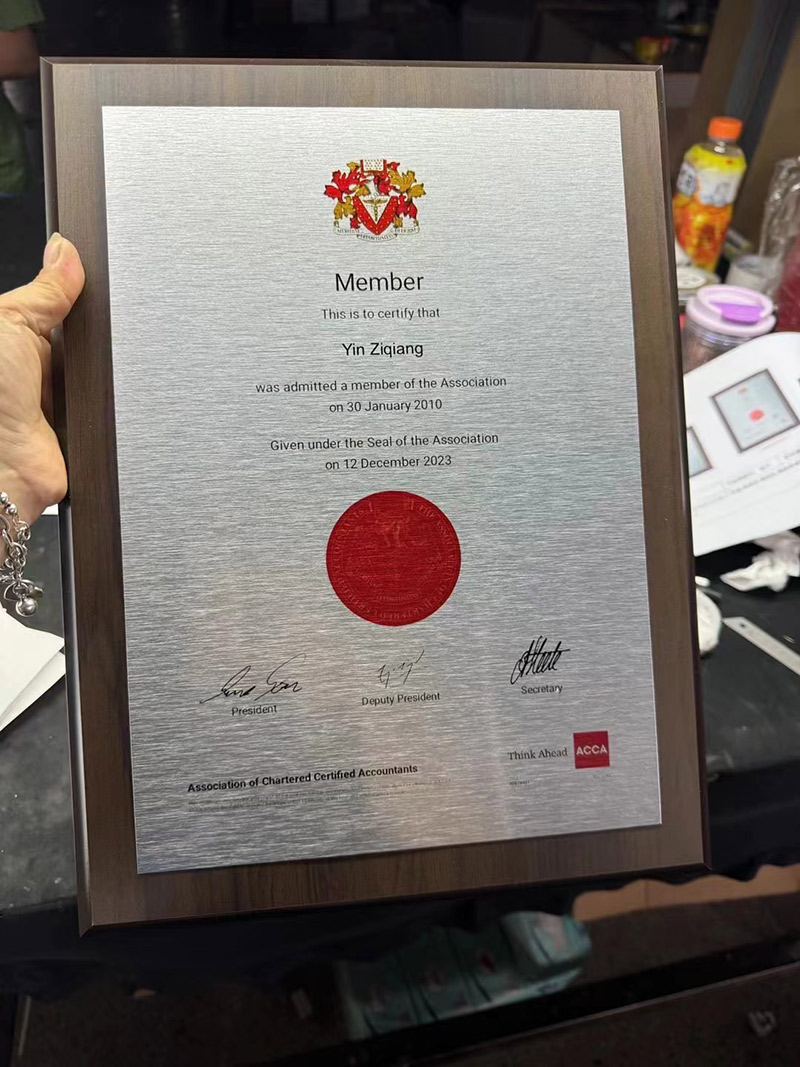 Member
This is to certify that
Yin Ziqiang
was admitted a member of the Association
on 30 January 2010
Given under the Seal of the Association
on 12 December 2023
President
Deputy President
Secretary
Think Ahead
ACCA
Association of Chartered Certified Accountants